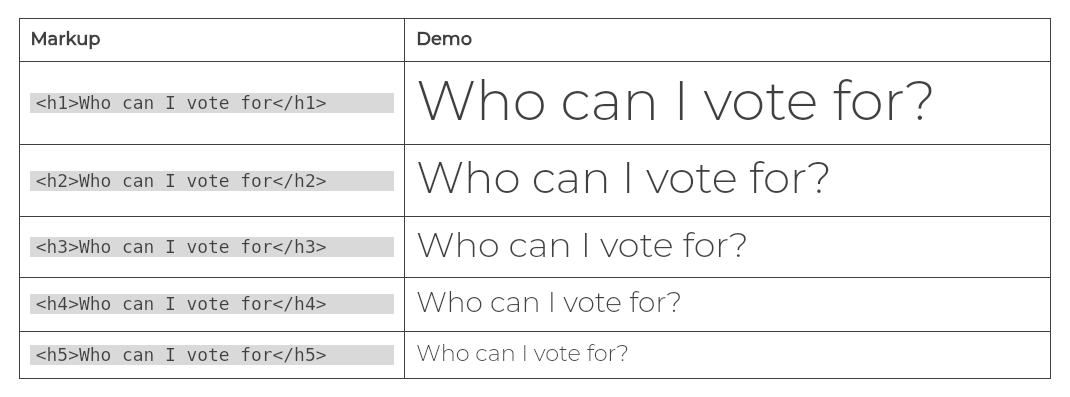 Markup Demo
<h1>Who can I vote for</h1> Who can I vote for?
<h2>Who can I vote for</h2> Who can I vote for?
<h3>Who can I vote for</h3> Who can I vote for?
<h4>Who can I vote for</h4> Who can I vote for?
<h5>Who can I vote for</h5> Who can I vote for?